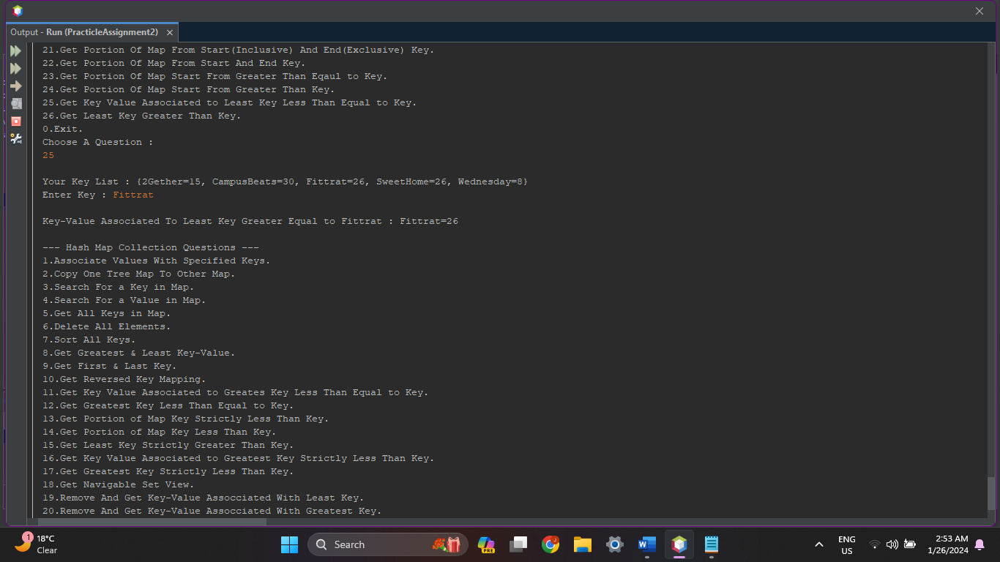 Output - Run (PracticleAssignment2)
21.Get Portion Of Map From Start(Inclusive) And End(Exclusive) Key.
22.Get Portion Of Map From Start And End Key.
23.Get Portion Of Map Start From Greater Than Eqaul to Key.
24.Get Portion Of Map Start From Greater Than Key.
25.Get Key Value Associated to Least Key Less Than Equal to Key.
26.Get Least Key Greater Than Key.
0.Exit.
Choose A Question :
25
Your Key List : {2Gether=15, CampusBeats=30, Fittrat=26, SweetHome=26, Wednesday=8}
Enter Key : Fittrat
Key-Value Associated To Least Key Greater Equal to Fittrat : Fittrat=26
--- Hash Map Collection Questions ---
1.Associate Values With Specified Keys.
2.Copy One Tree Map To Other Map.
3.Search For a Key in Map.
4.Search For a Value in Map.
5.Get All Keys in Map.
6.Delete All Elements.
7.Sort All Keys.
8.Get Greatest & Least Key-Value.
9.Get First & Last Key.
10.Get Reversed Key Mapping.
11.Get Key Value Associated to Greates Key Less Than Equal to Key.
12.Get Greatest Key Less Than Equal to Key.
13.Get Portion of Map Key Strictly Less Than Key.
14.Get Portion of Map Key Less Than Key.
15.Get Least Key Strictly Greater Than Key.
16.Get Key Value Associated to Greatest Key Strictly Less Than Key.
17.Get Greatest Key Strictly Less Than Key.
18.Get Navigable Set View.
19.Remove And Get Key-Value Assocciated With Least Key.
20.Remove And Get Key-Value Assocciated With Greatest Key.
1
18°C
Clear
Search
PRE
W
ENG
US
2:53 AM
1/26/2024